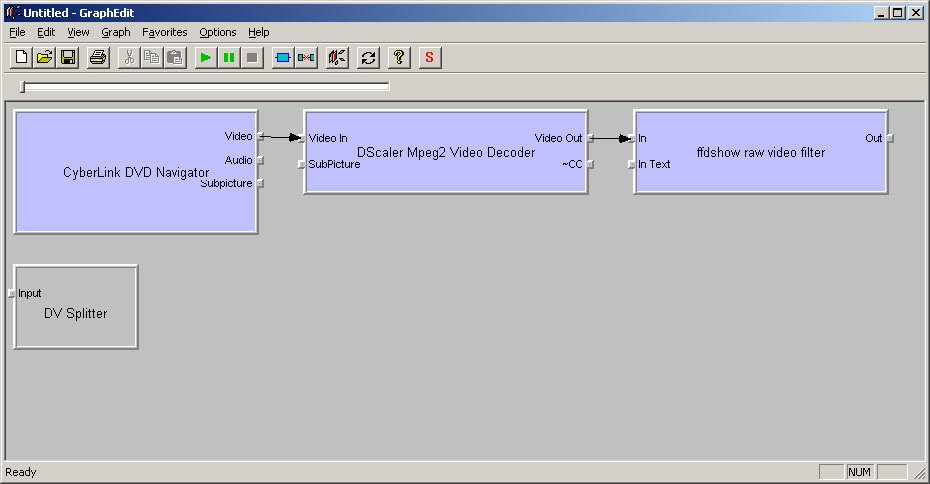 Untitled - GraphEdit
File Edit View Graph Favorites Options Help
S
Video
Audio
CyberLink DVD Navigator
Subpicture
Video In
Video Out
DScaler Mpeg2 Video Decoder
SubPicture
~CC
In
Out
ffdshow raw video filter
In Text
Input
DV Splitter
Ready
NUM